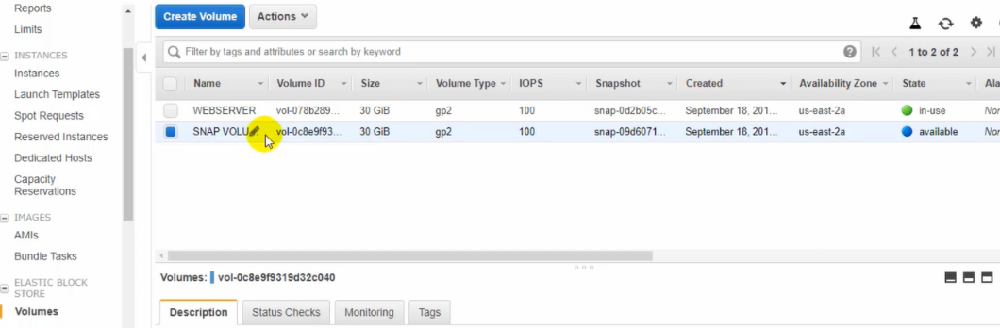 Reports
Limits
INSTANCES
Instances
Launch Templates
Spot Requests
Reserved Instances
Dedicated Hosts
Capacity
Reservations
IMAGES
AMIs
Bundle Tasks
ELASTIC BLOCK
STORE
Volumes
Create Volume Actions
Filter by tags and attributes or search by keyword
1 to 2 of 2
Name Volume ID Size Volume Type IOPS Snapshot Created Availability Zone State Ala
WEBSERVER vol-078b289... 30 GiB gp2 100 snap-0d2b05c... September 18, 201... us-east-2a in-use Nor
SNAP VOLU... vol-0c8e9f93... 30 GiB gp2 100 snap-09d6071... September 18, 201... us-east-2a available Nor
Volumes: vol-0c8e9f9319d32c040
Description Status Checks Monitoring Tags